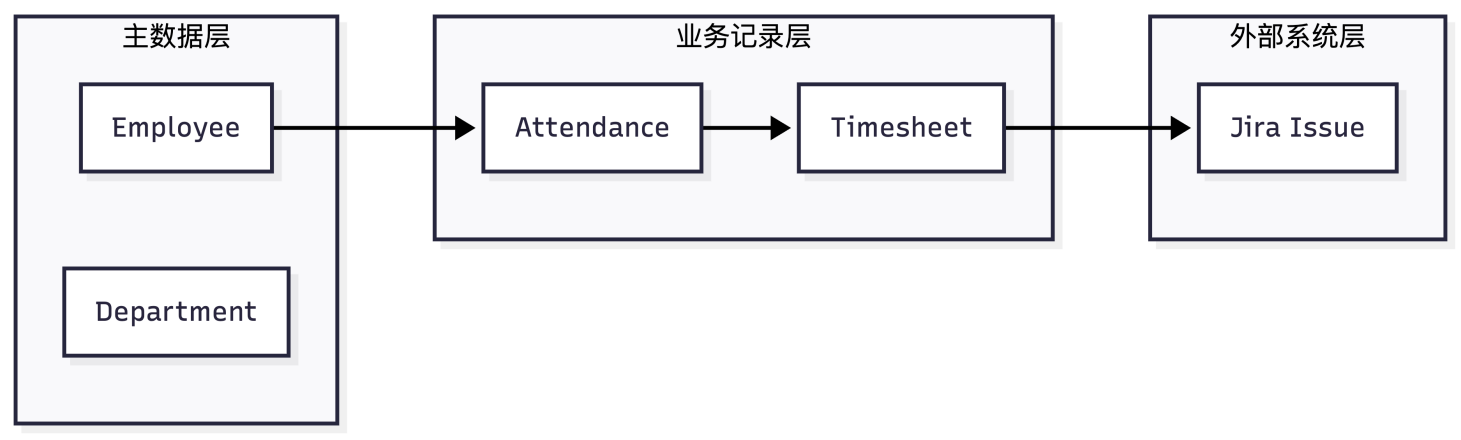 主数据层
Employee
Department
业务记录层
Attendance
Timesheet
外部系统层
Jira Issue